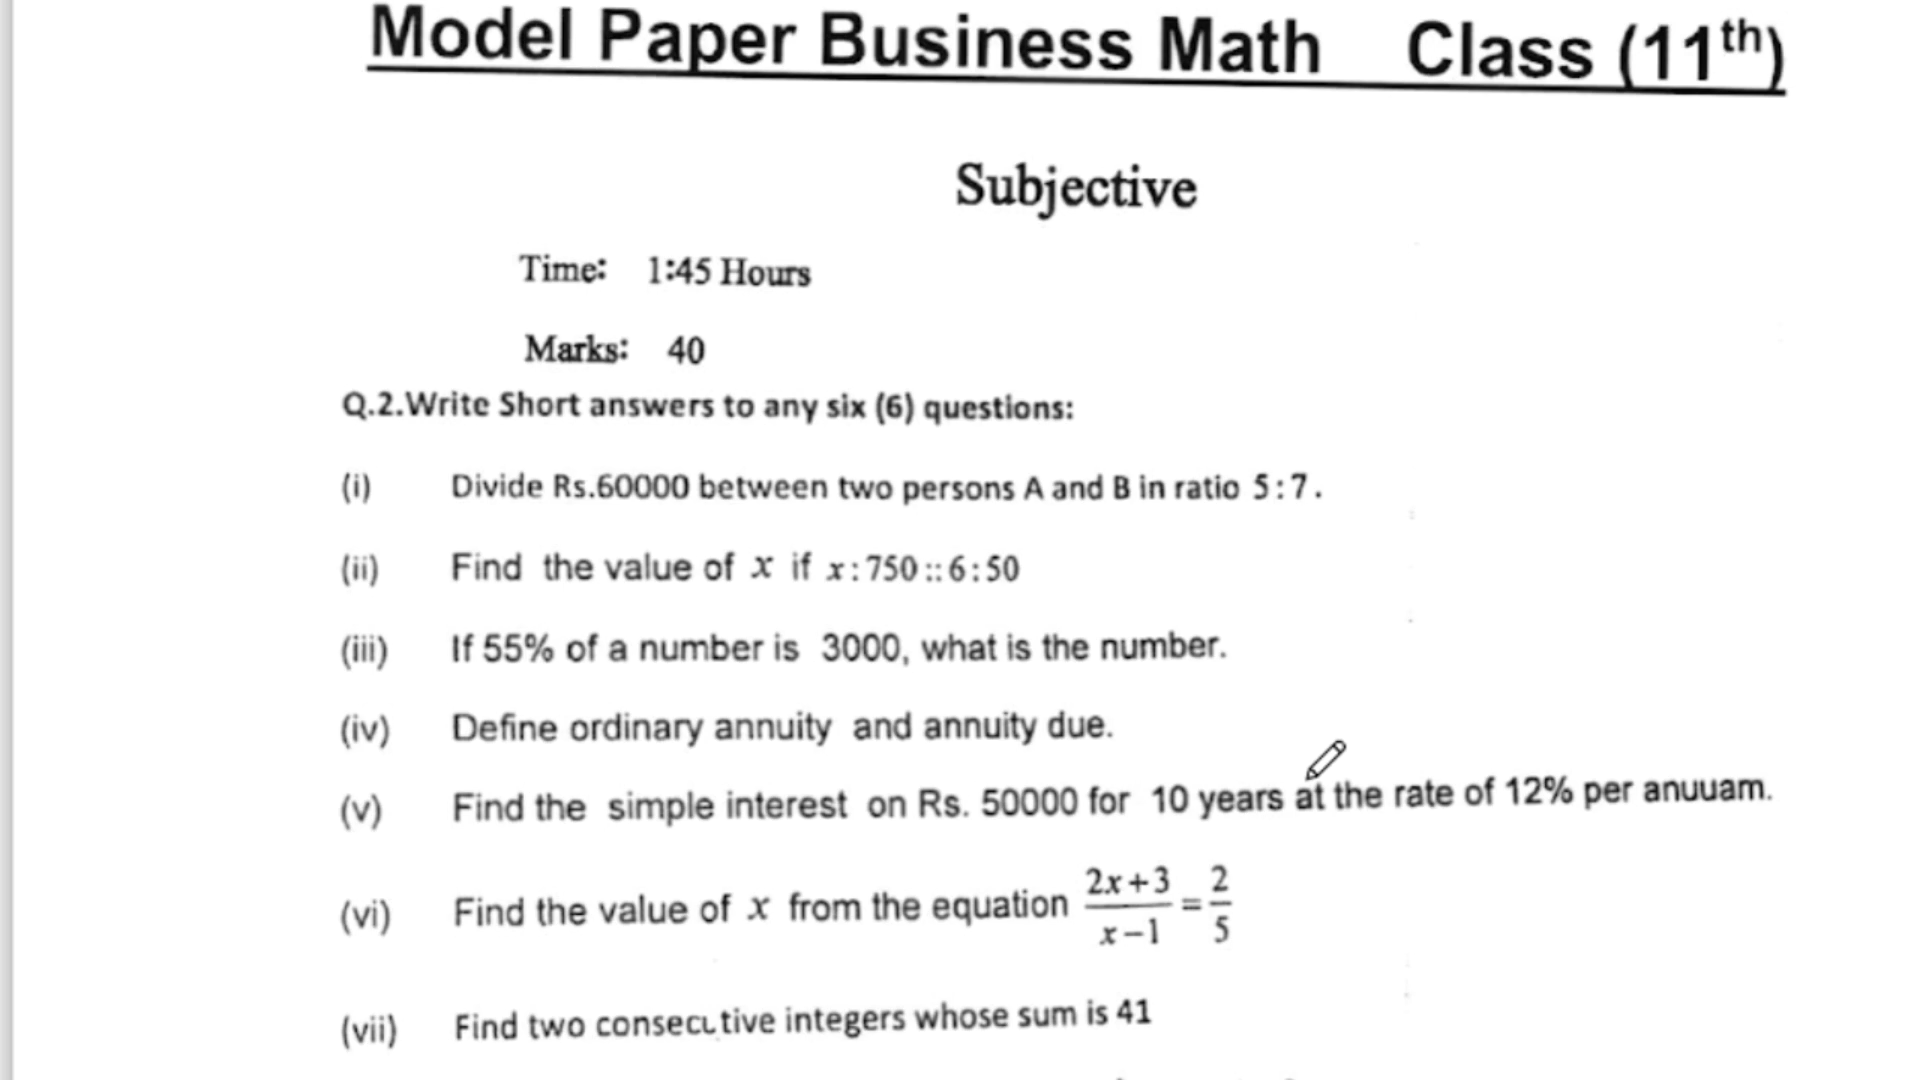 Model Paper Business Math Class (11th)
Subjective
Time: 1:45 Hours
Marks: 40
Q.2.Write Short answers to any six (6) questions:
(i) Divide Rs.60000 between two persons A and B in ratio 5:7.
(ii) Find the value of x if x:750::6:50
(iii) If 55% of a number is 3000, what is the number.
(iv) Define ordinary annuity and annuity due.
(v) Find the simple interest on Rs. 50000 for 10 years at the rate of 12% per anuuam.
(vi) Find the value of x from the equation (2x+3)/(x-1) = 2/5
(vii) Find two consecutive integers whose sum is 41